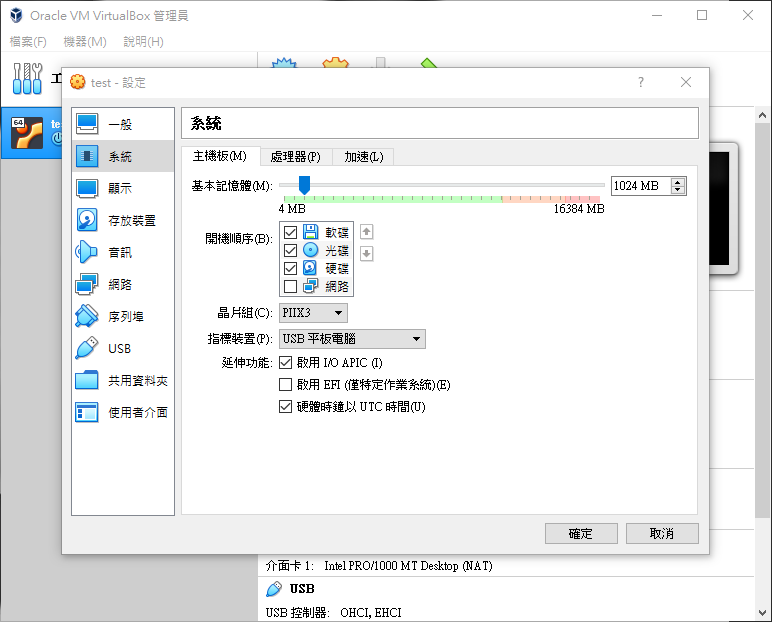 Oracle VM VirtualBox 管理員
檔案(F) 機器(M) 說明(H)
test - 設定
?
64
一般
系統
顯示
存放裝置
音訊
網路
序列埠
USB
共用資料夾
使用者介面
系統
主機板(M) 處理器(P) 加速(L)
基本記憶體(M): 1024 MB
4 MB 16384 MB
開機順序(B): 軟碟
光碟
硬碟
網路
晶片組(C): PIIX3
指標裝置(P): USB 平板電腦
延伸功能: 啟用 I/O APIC (I)
啟用 EFI (僅特定作業系統)(E)
硬體時鐘以 UTC 時間(U)
確定 取消
介面卡 1: Intel PRO/1000 MT Desktop (NAT)
USB
USB 控制器: OHCI, EHCI